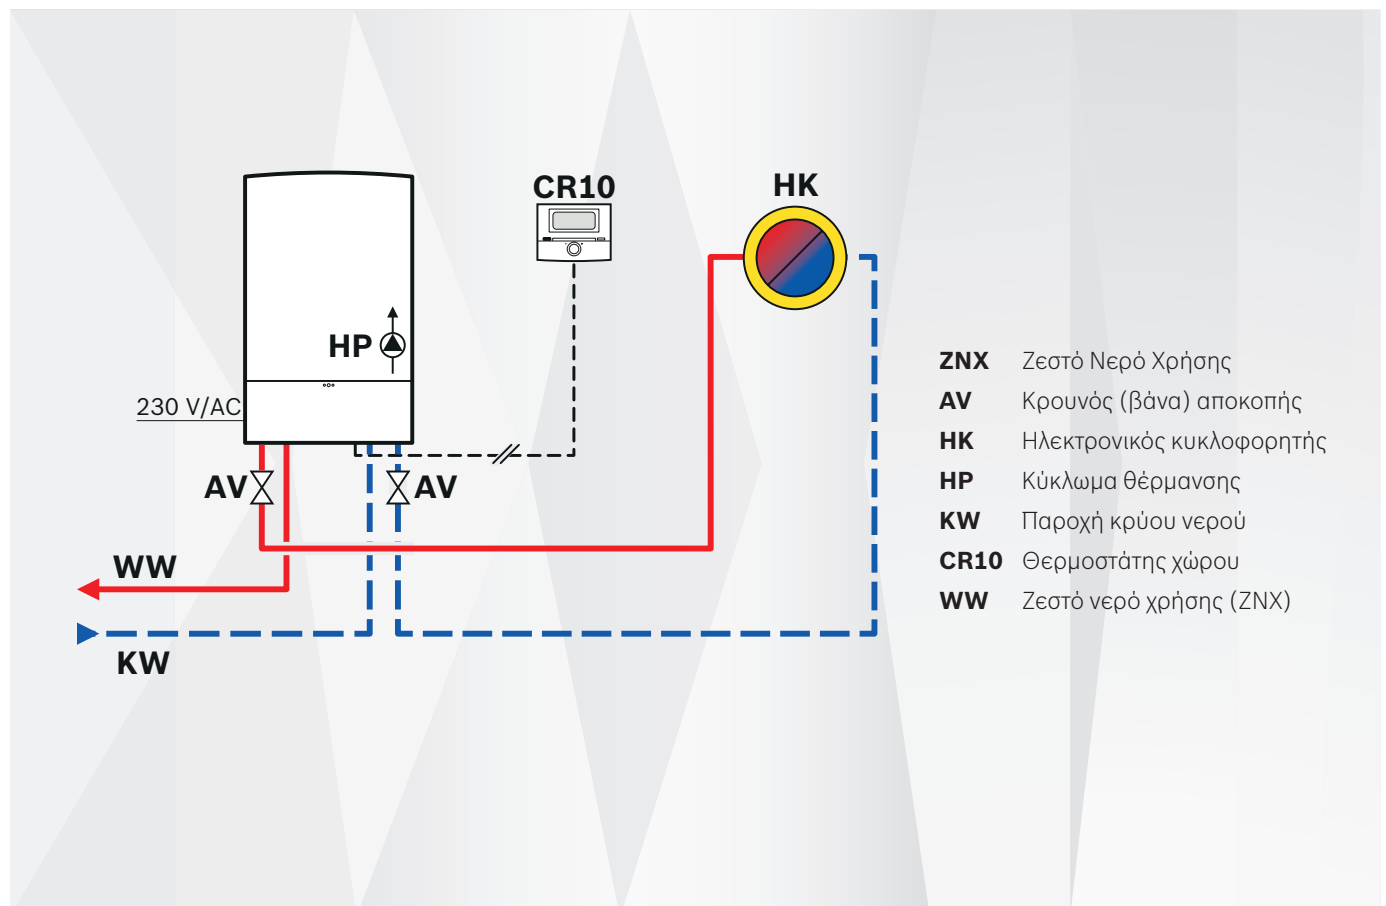 CR10
HK
HP
230 V/AC
AV
AV
WW
KW
ZNX Ζεστό Νερό Χρήσης
AV Κρουνός (βάνα) αποκοπής
HK Ηλεκτρονικός κυκλοφορητής
HP Κύκλωμα θέρμανσης
KW Παροχή κρύου νερού
CR10 Θερμοστάτης χώρου
WW Ζεστό νερό χρήσης (ΖΝΧ)